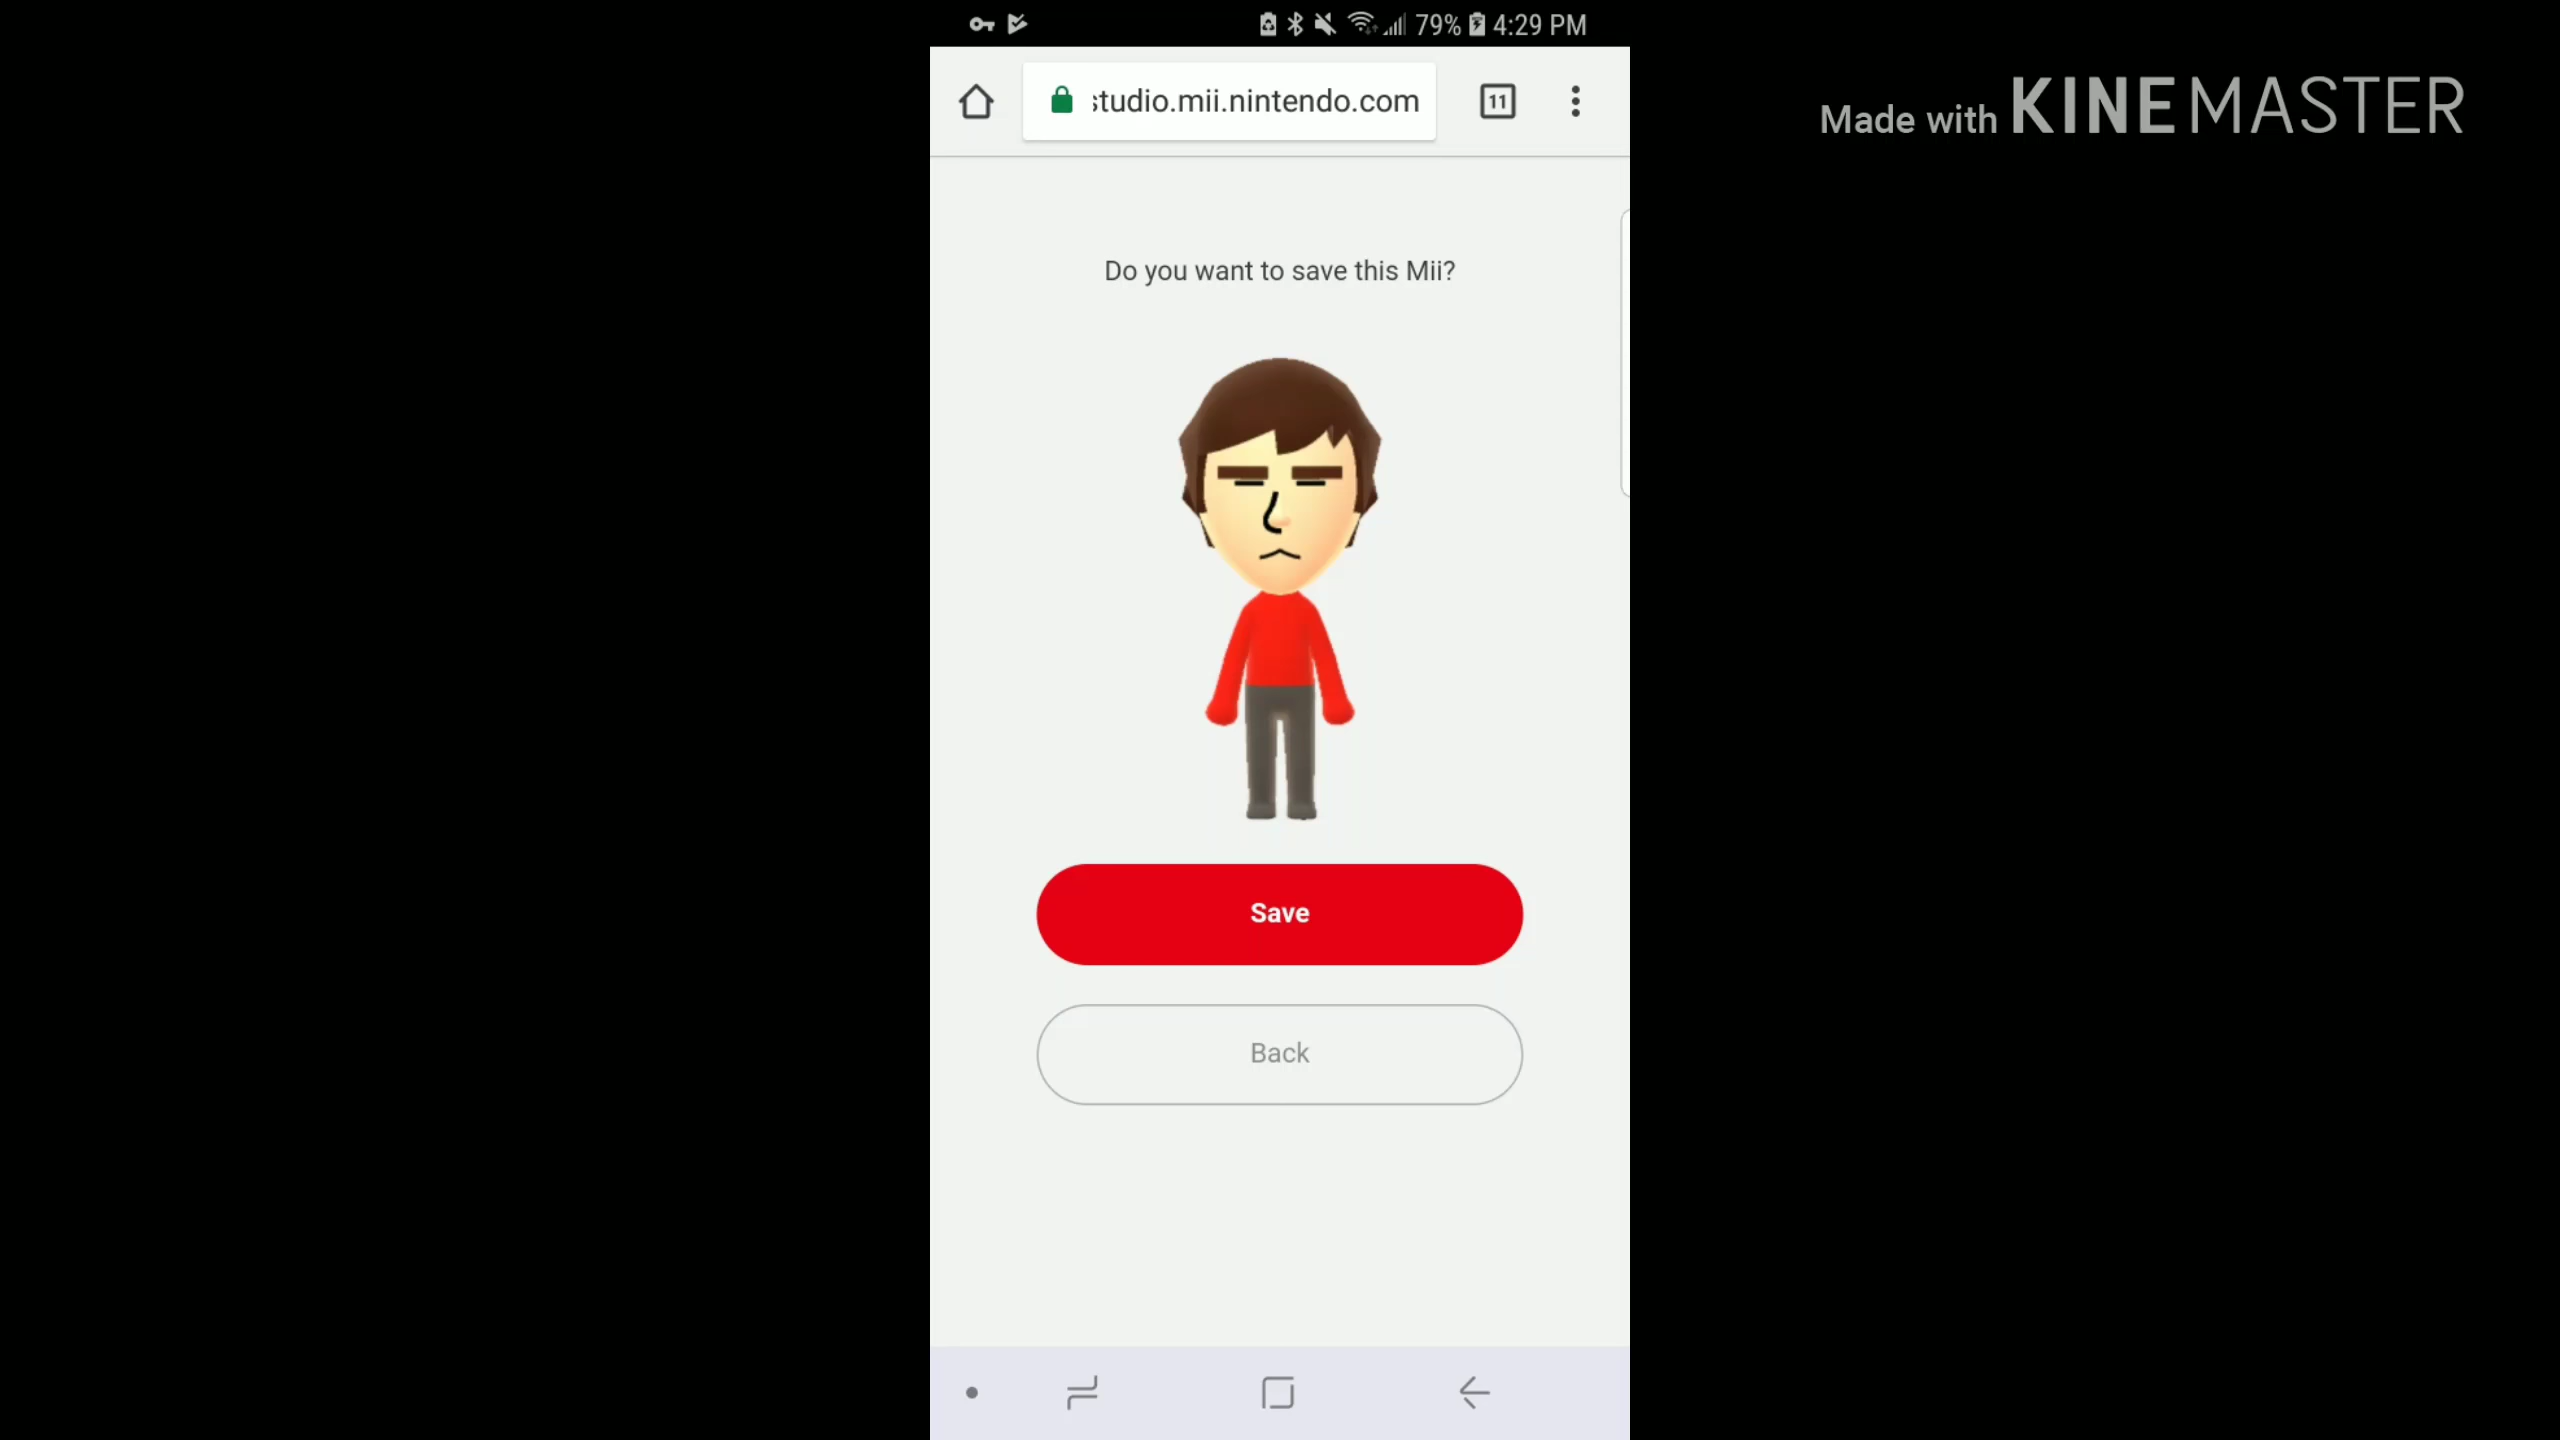 79% 4:29 PM
studio.mii.nintendo.com
11
Made with KINEMASTER
Do you want to save this Mii?
Save
Back